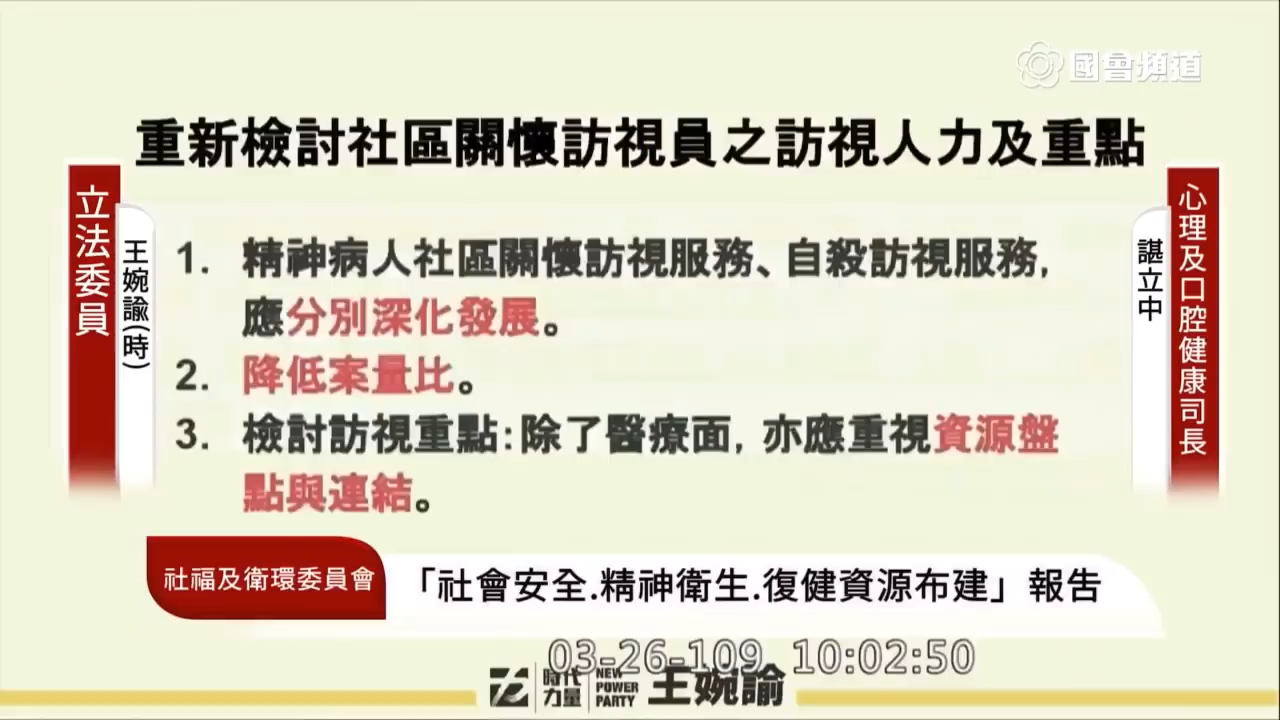 國會頻道
重新檢討社區關懷訪視員之訪視人力及重點
立法委員
王婉諭(時)
心理及口腔健康司長
諶立中
1. 精神病人社區關懷訪視服務、自殺訪視服務,
應分別深化發展。
2. 降低案量比。
3. 檢討訪視重點:除了醫療面, 亦應重視資源盤
點與連結。
社福及衛環委員會
「社會安全.精神衛生.復健資源布建」報告
03-26-109 10:02:50
時代
力量
NEW
POWER
PARTY
王婉諭